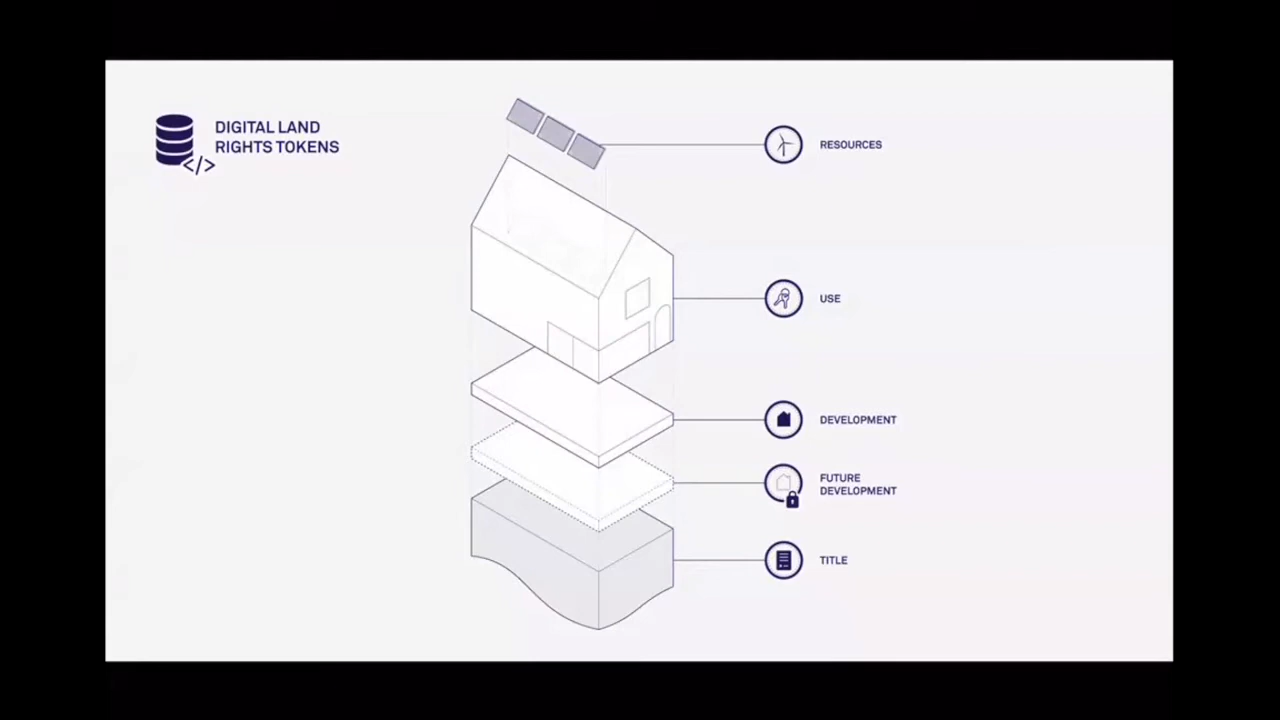 DIGITAL LAND
RIGHTS TOKENS
RESOURCES
USE
DEVELOPMENT
FUTURE
DEVELOPMENT
TITLE